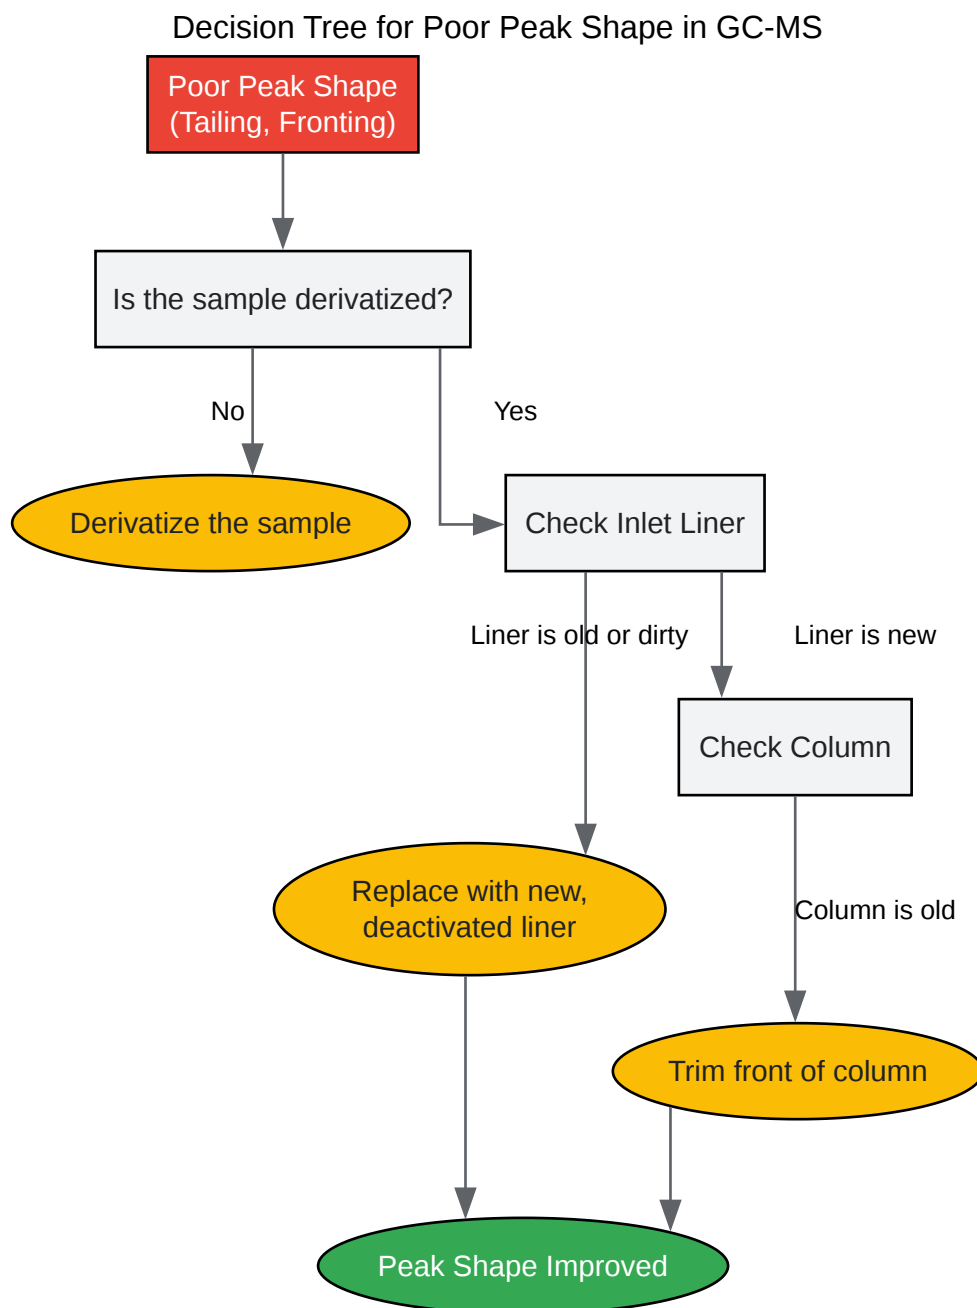 Decision Tree for Poor Peak Shape in GC-MS
Poor Peak Shape
(Tailing, Fronting)
Is the sample derivatized?
No
Yes
Derivatize the sample
Check Inlet Liner
Liner is old or dirty
Liner is new
Check Column
Replace with new,
deactivated liner
Column is old
Trim front of column
Peak Shape Improved